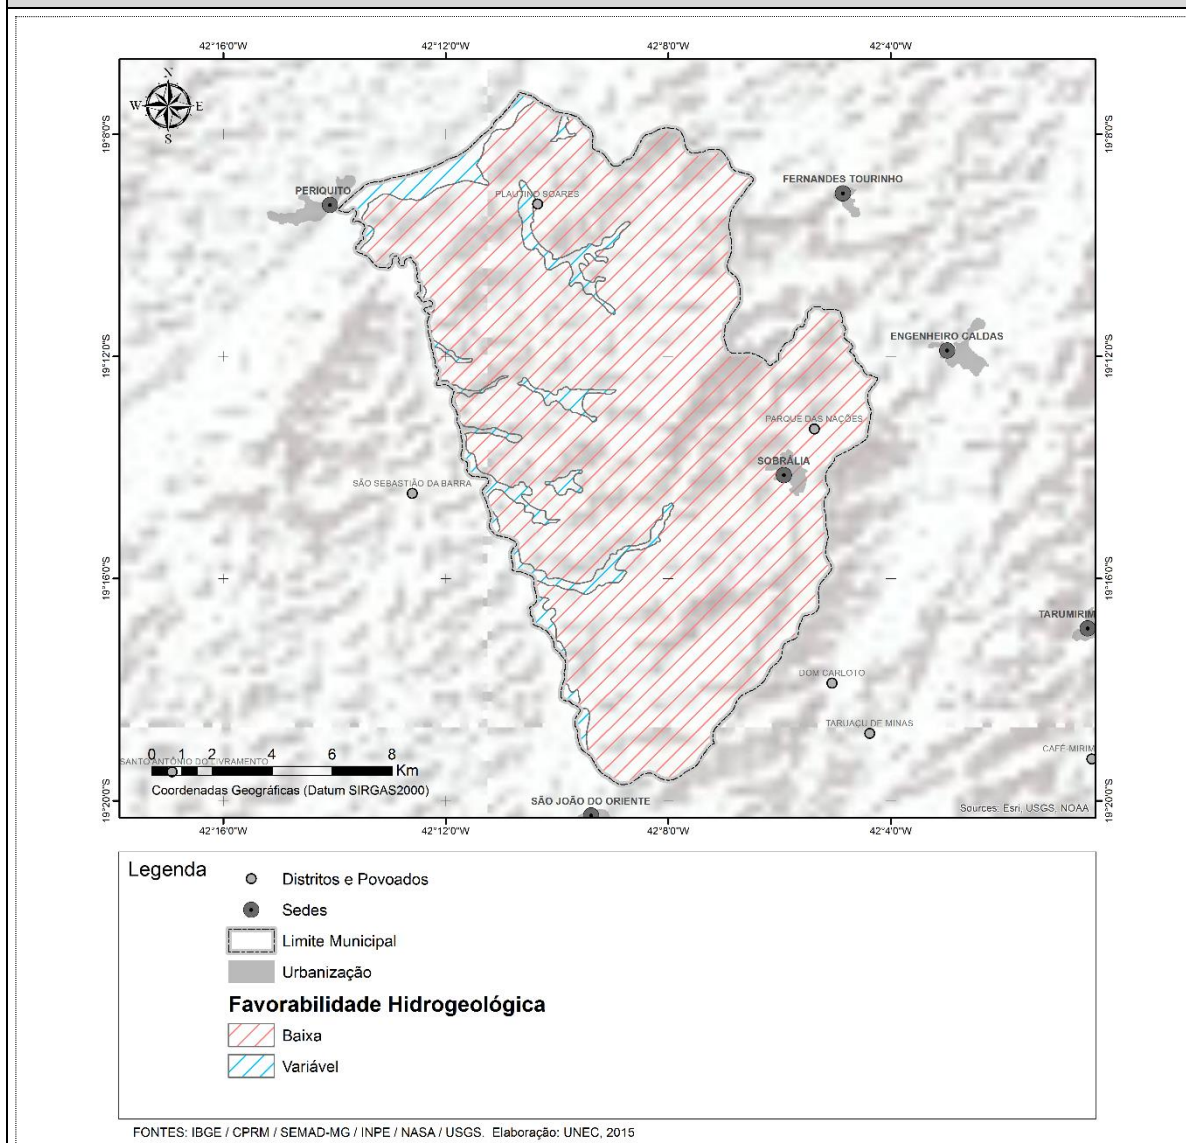 42°16'0"W 42°12'0"W 42°8'0"W 42°4'0"W
N
W E
S
19°8'0"S 19°8'0"S
FERNANDES TOURINHO
PERIQUITO
PLAUTINO SOARES
ENGENHEIRO CALDAS
19°12'0"S 19°12'0"S
PARQUE DAS NAÇÕES
SOBRÁLIA
SÃO SEBASTIÃO DA BARRA
19°16'0"S 19°16'0"S
TARUMIRIM
DOM CARLOTO
TARUAÇU DE MINAS
CAFÉ-MIRIM
0 1 2 4 6 8
SANTO ANTÔNIO DO LIVRAMENTO
Km
Coordenadas Geográficas (Datum SIRGAS2000)
SÃO JOÃO DO ORIENTE
Sources: Esri, USGS, NOAA
19°20'0"S 19°20'0"S
42°16'0"W 42°12'0"W 42°8'0"W 42°4'0"W
Legenda
Distritos e Povoados
Sedes
Limite Municipal
Urbanização
Favorabilidade Hidrogeológica
Baixa
Variável
FONTES: IBGE / CPRM / SEMAD-MG / INPE / NASA / USGS. Elaboração: UNEC, 2015